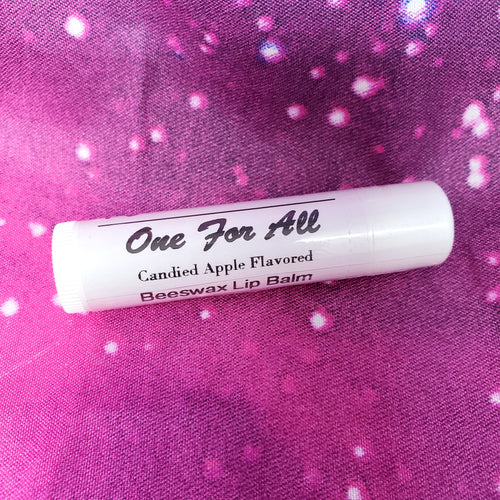 One For All
Candied Apple Flavored
Beeswax Lip Balm